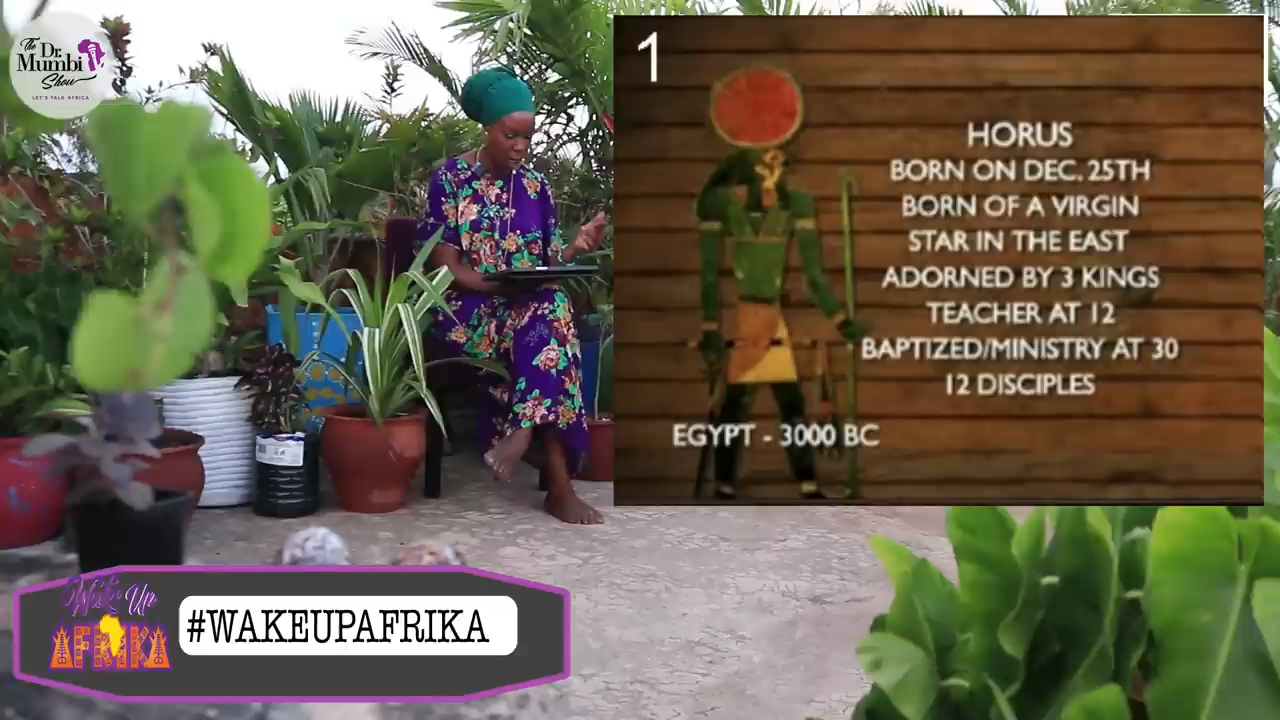 The
Dr.
Mumbi
Show
LET'S TALK AFRICA
1
HORUS
BORN ON DEC. 25TH
BORN OF A VIRGIN
STAR IN THE EAST
ADORNED BY 3 KINGS
TEACHER AT 12
BAPTIZED/MINISTRY AT 30
12 DISCIPLES
EGYPT - 3000 BC
Wake Up
AFRIKA
#WAKEUPAFRIKA